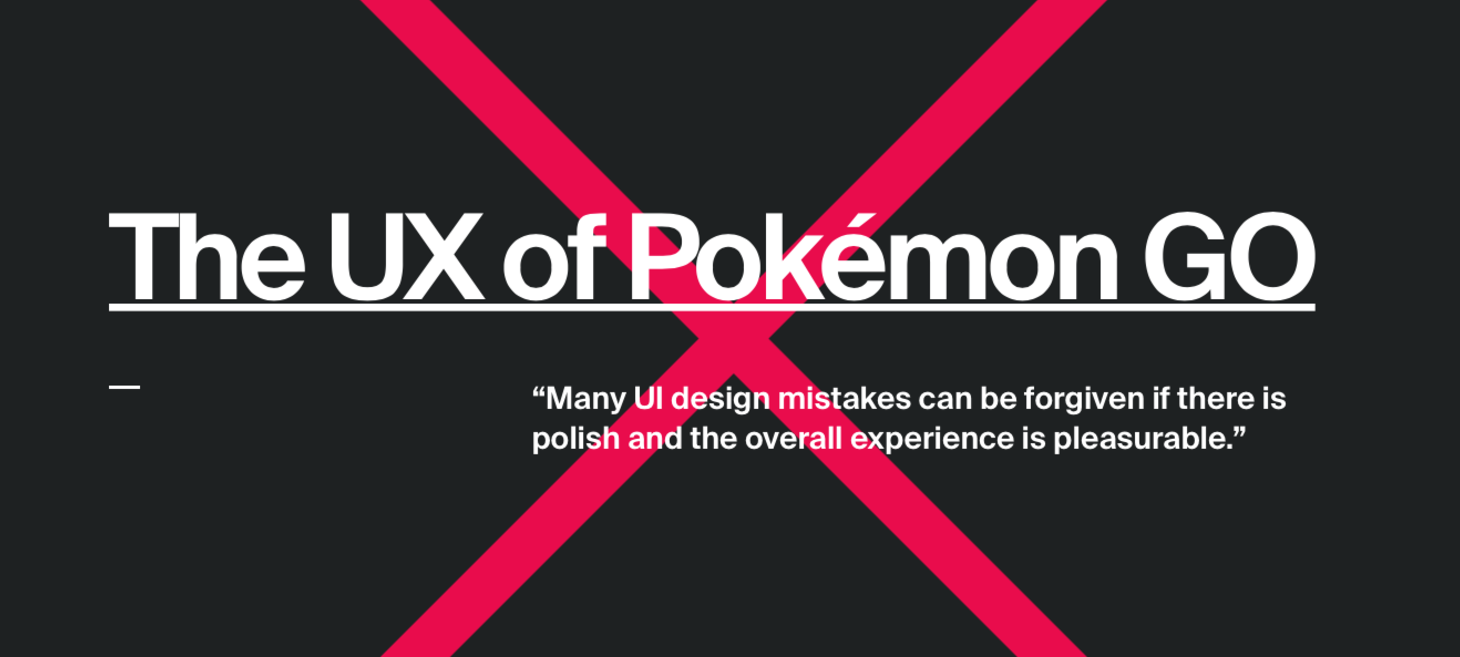 The UX of Pokémon GO
—
“Many UI design mistakes can be forgiven if there is
polish and the overall experience is pleasurable.”